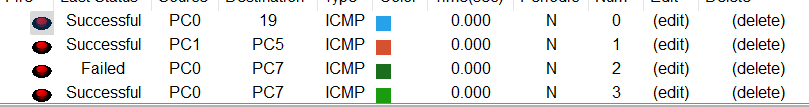 Fire Last Status Source Destination Type Color Time(sec) Periodic Num Edit Delete
Successful PC0 19 ICMP 0.000 N 0 (edit) (delete)
Successful PC1 PC5 ICMP 0.000 N 1 (edit) (delete)
Failed PC0 PC7 ICMP 0.000 N 2 (edit) (delete)
Successful PC0 PC7 ICMP 0.000 N 3 (edit) (delete)